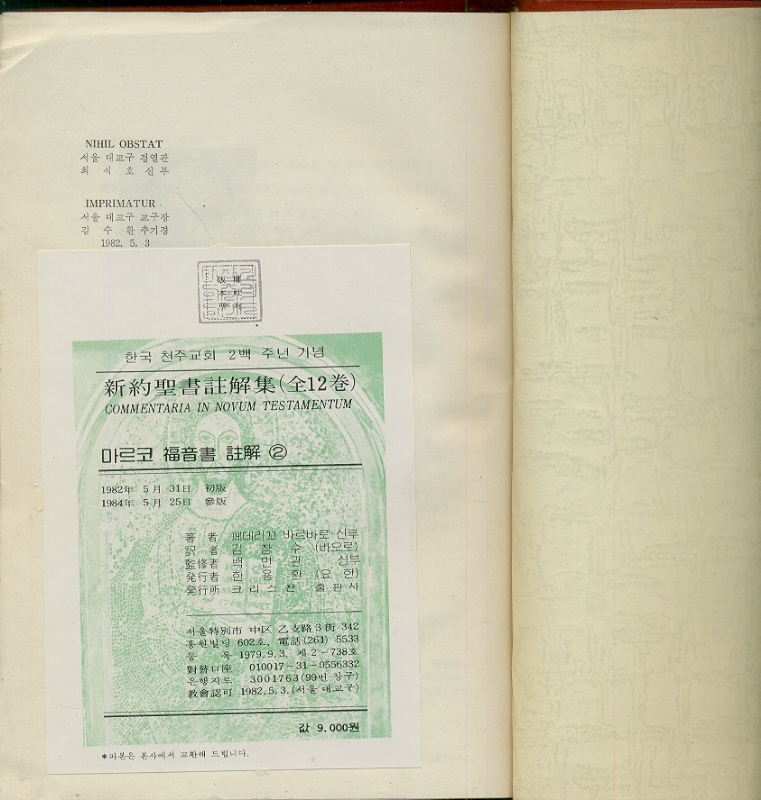 NIHIL OBSTAT
서울 대교구 검열관
최 석 호 신부
IMPRIMATUR
서울 대교구 교구장
김 수 환 추기경
1982. 5. 3
한국 천주교회 2백 주년 기념
新約聖書註解集(全12巻)
COMMENTARIA IN NOVUM TESTAMENTUM
마르코 福音書 註解 ②
1982年 5月 31日 初版
1984年 5月 25日 參版
著者 페데리꼬 바르바로 신부
訳者 김 창 수 (바오로)
監修者 백 민 관 신부
発行者 한 용 환 (요한)
発行所 크리스챤 출판사
서울特別市 中区 乙支路 3街 342
홍원빌딩 602호, 電話 (261) 5533
등록 1979. 9. 3. 제 2-738호
對替口座 010017-31-0556332
은행지로 3001763 (99번 창구)
教會認可 1982. 5. 3. (서울 대교구)
값 9,000원
*파본은 본사에서 교환해 드립니다.